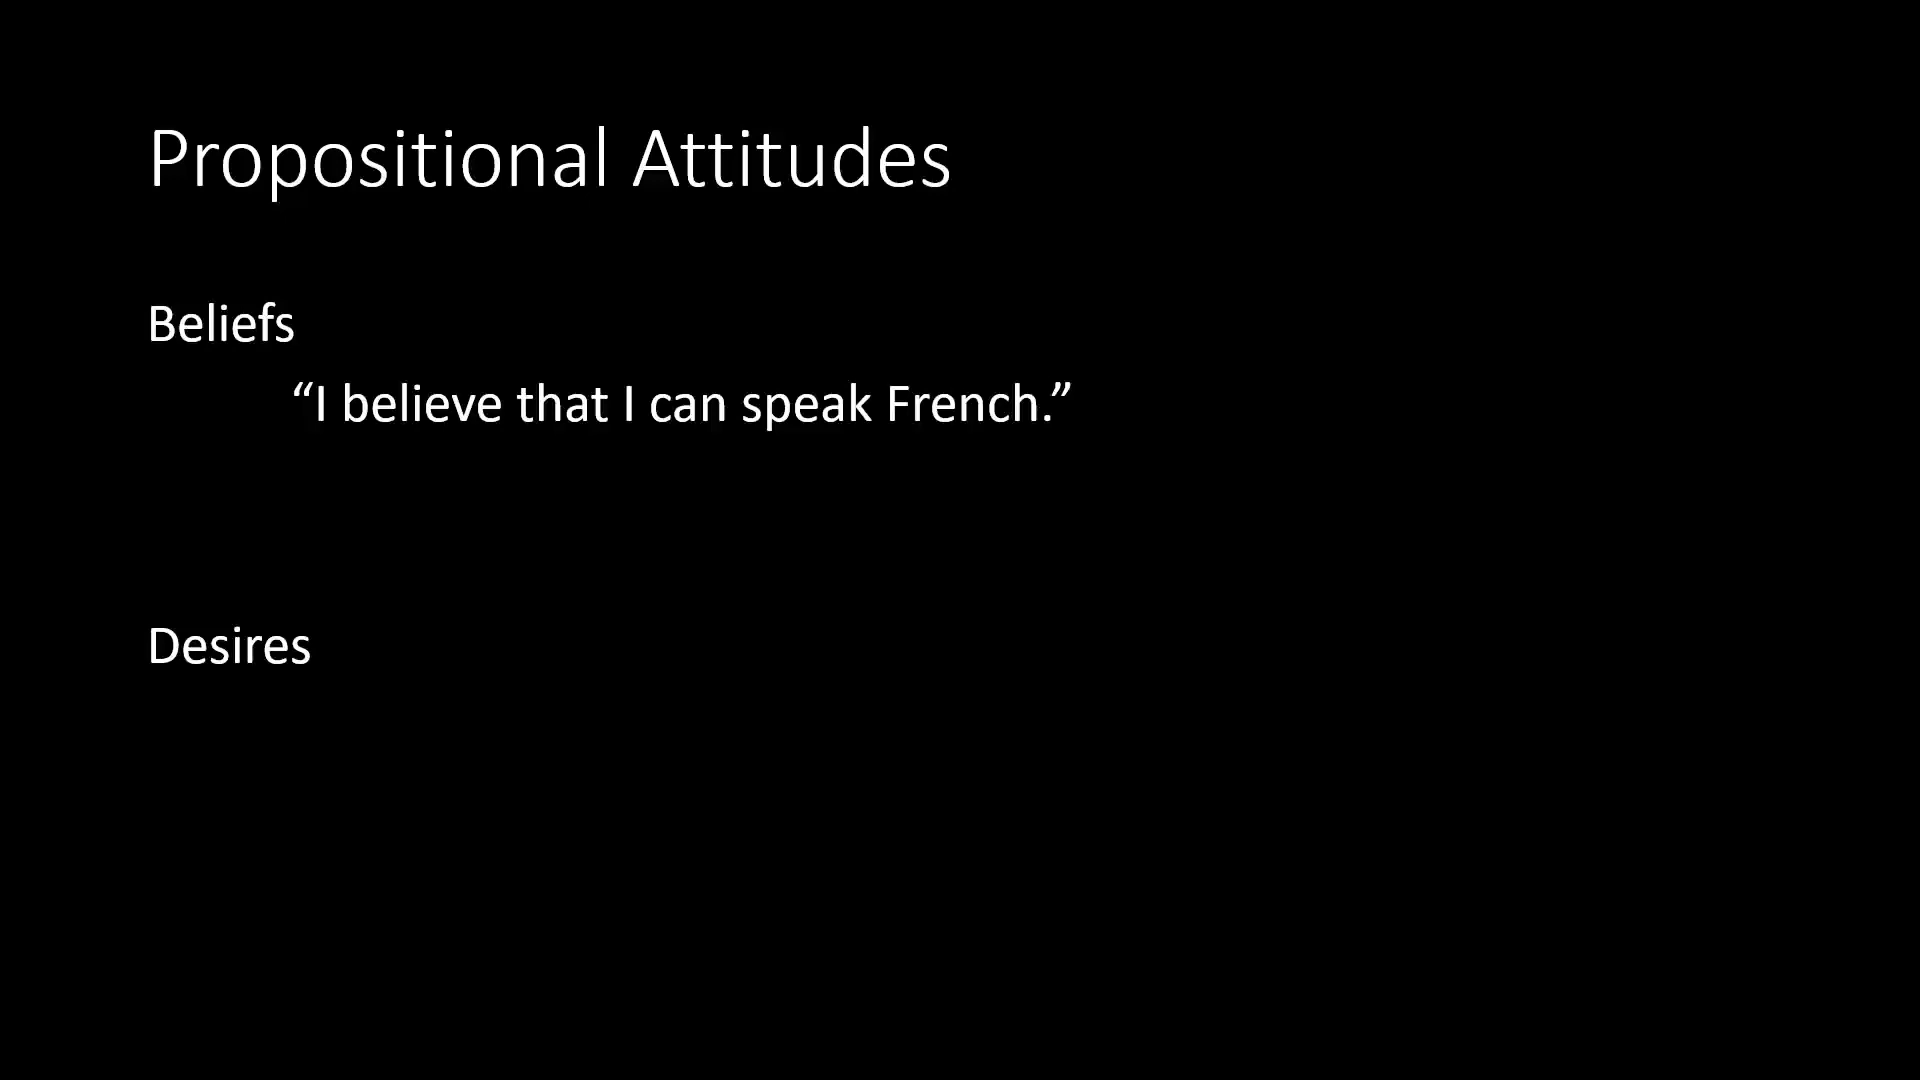 Propositional Attitudes
Beliefs
“I believe that I can speak French.”
Desires